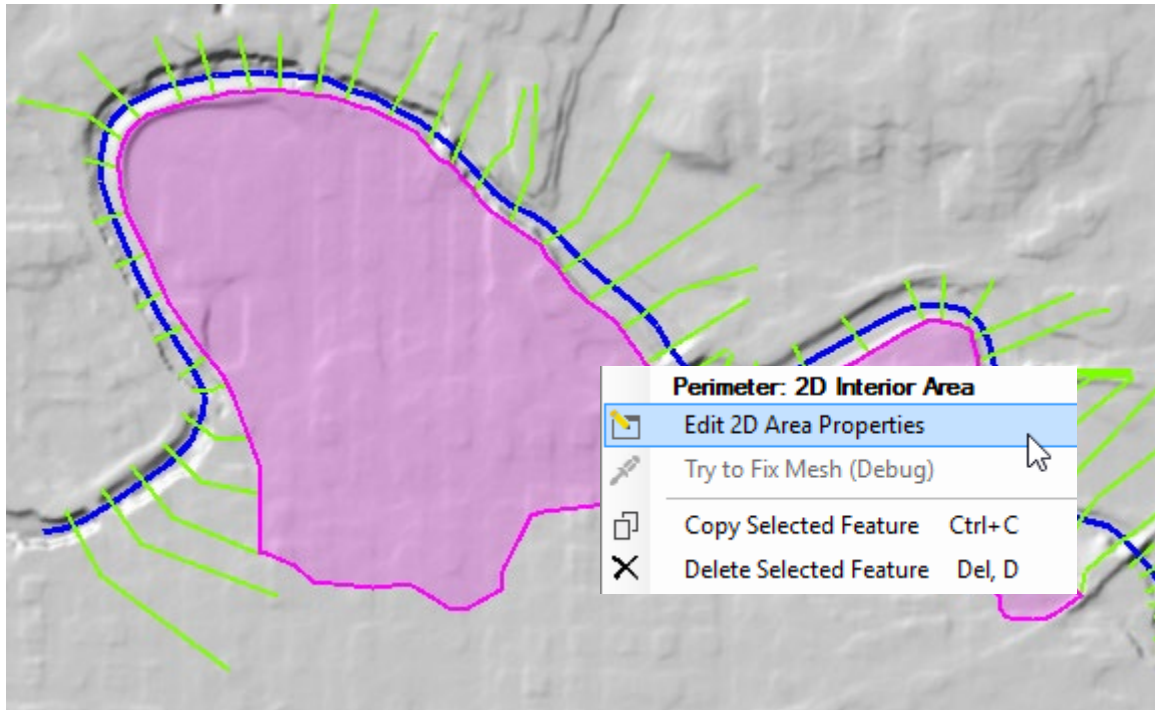 Perimeter: 2D Interior Area
Edit 2D Area Properties
Try to Fix Mesh (Debug)
Copy Selected Feature Ctrl+C
Delete Selected Feature Del, D